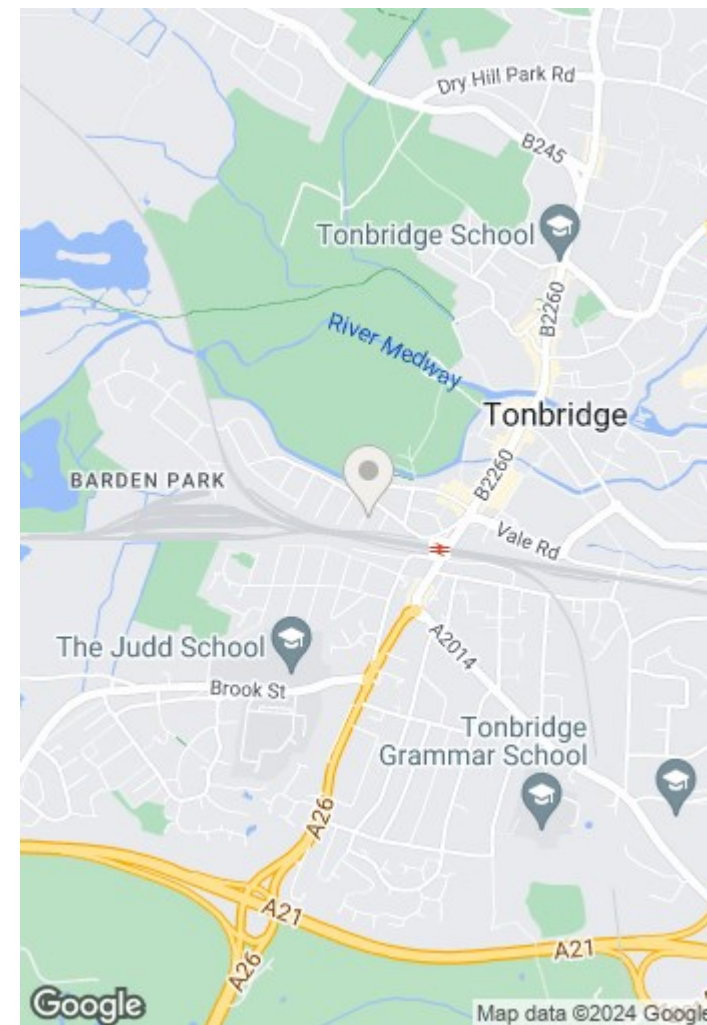 Dry Hill Park Rd
B245
Tonbridge School
B2260
River Medway
Tonbridge
BARDEN PARK
B2260
Vale Rd
The Judd School
A2014
Brook St
Tonbridge
Grammar School
A26
A21
A21
A26
Google
Map data ©2024 Google